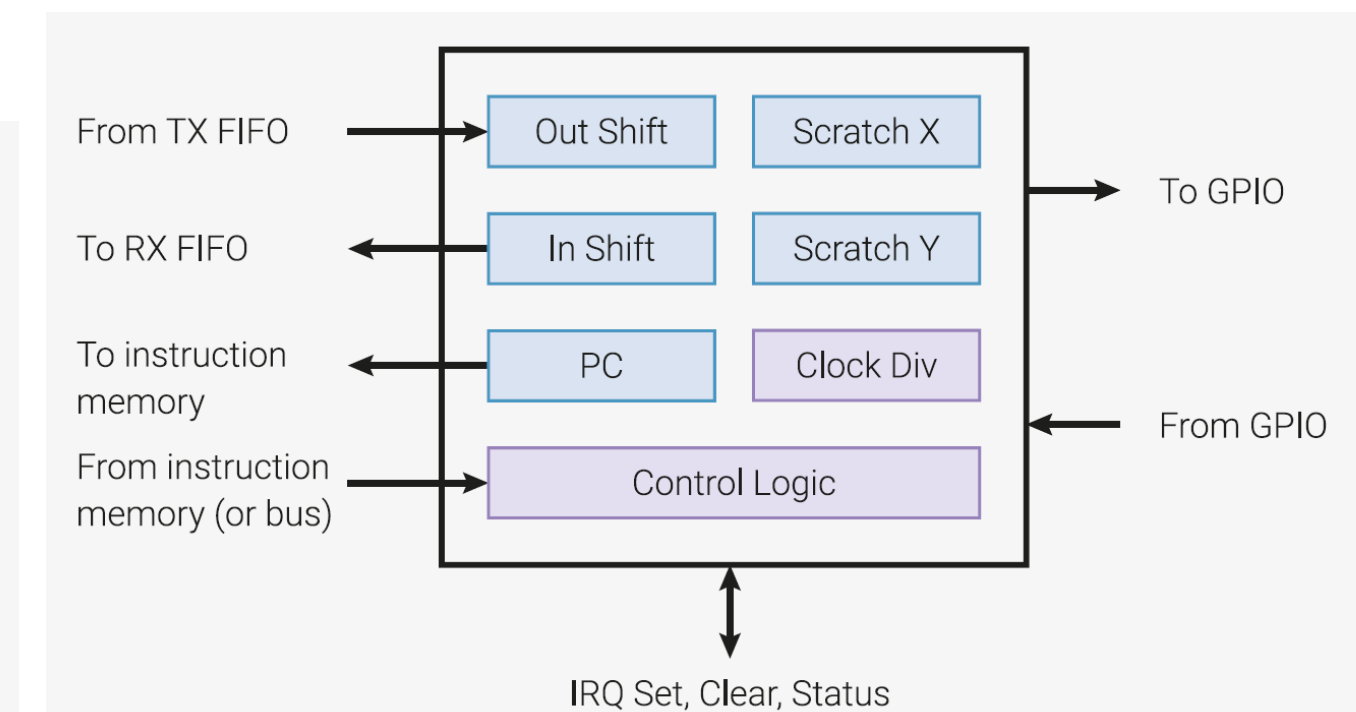 From TX FIFO
Out Shift
Scratch X
To GPIO
To RX FIFO
In Shift
Scratch Y
To instruction
memory
PC
Clock Div
From GPIO
From instruction
memory (or bus)
Control Logic
IRQ Set, Clear, Status